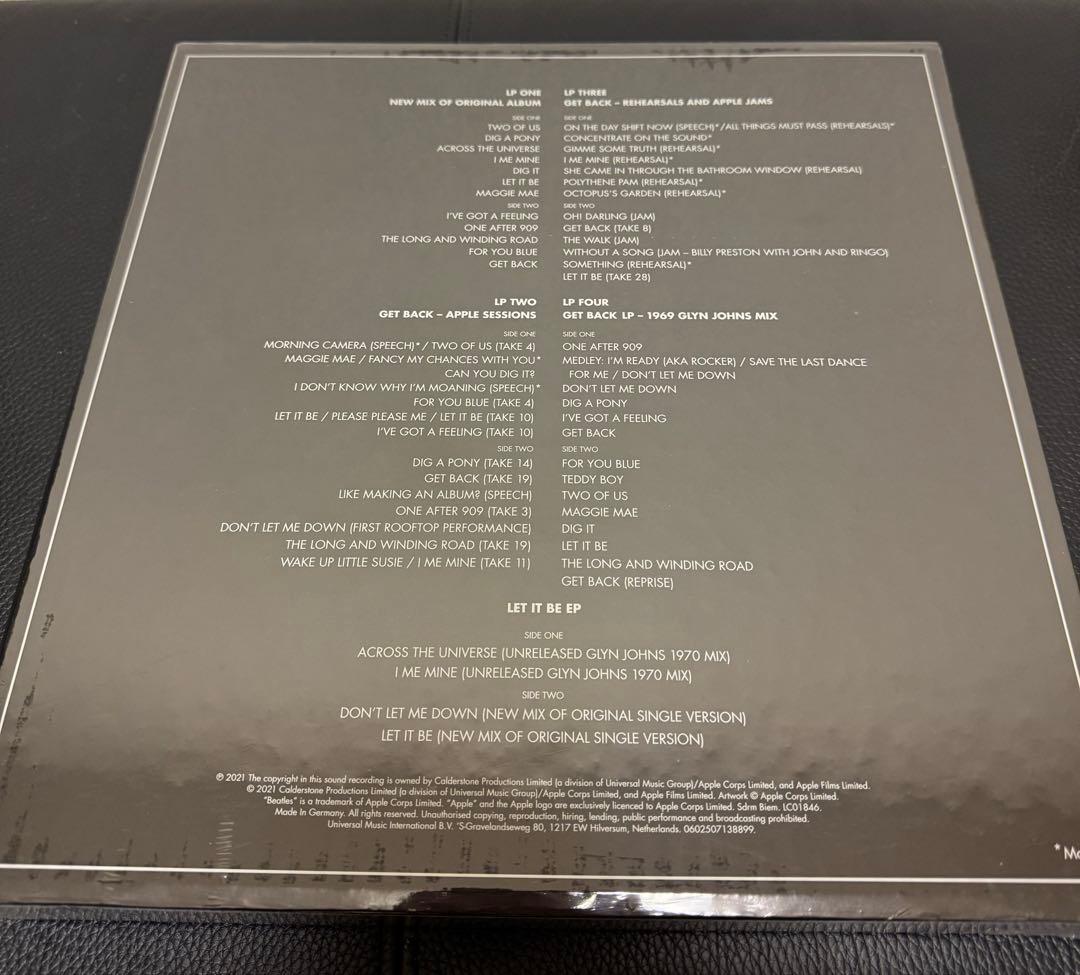 LP ONE
NEW MIX OF ORIGINAL ALBUM
SIDE ONE
TWO OF US
DIG A PONY
ACROSS THE UNIVERSE
I ME MINE
DIG IT
LET IT BE
MAGGIE MAE
SIDE TWO
I'VE GOT A FEELING
ONE AFTER 909
THE LONG AND WINDING ROAD
FOR YOU BLUE
GET BACK
LP THREE
GET BACK – REHEARSALS AND APPLE JAMS
SIDE ONE
ON THE DAY SHIFT NOW (SPEECH)*/ALL THINGS MUST PASS (REHEARSALS)*
CONCENTRATE ON THE SOUND*
GIMME SOME TRUTH (REHEARSAL)*
I ME MINE (REHEARSAL)*
SHE CAME IN THROUGH THE BATHROOM WINDOW (REHEARSAL)
POLYTHENE PAM (REHEARSAL)*
OCTOPUS'S GARDEN (REHEARSAL)*
SIDE TWO
OH! DARLING (JAM)
GET BACK (TAKE 8)
THE WALK (JAM)
WITHOUT A SONG (JAM – BILLY PRESTON WITH JOHN AND RINGO)
SOMETHING (REHEARSAL)*
LET IT BE (TAKE 28)
LP TWO
GET BACK – APPLE SESSIONS
SIDE ONE
MORNING CAMERA (SPEECH)* / TWO OF US (TAKE 4)
MAGGIE MAE / FANCY MY CHANCES WITH YOU*
CAN YOU DIG IT?
I DON'T KNOW WHY I'M MOANING (SPEECH)*
FOR YOU BLUE (TAKE 4)
LET IT BE / PLEASE PLEASE ME / LET IT BE (TAKE 10)
I'VE GOT A FEELING (TAKE 10)
SIDE TWO
DIG A PONY (TAKE 14)
GET BACK (TAKE 19)
LIKE MAKING AN ALBUM? (SPEECH)
ONE AFTER 909 (TAKE 3)
DON'T LET ME DOWN (FIRST ROOFTOP PERFORMANCE)
THE LONG AND WINDING ROAD (TAKE 19)
WAKE UP LITTLE SUSIE / I ME MINE (TAKE 11)
LP FOUR
GET BACK LP – 1969 GLYN JOHNS MIX
SIDE ONE
ONE AFTER 909
MEDLEY: I'M READY (AKA ROCKER) / SAVE THE LAST DANCE
FOR ME / DON'T LET ME DOWN
DON'T LET ME DOWN
DIG A PONY
I'VE GOT A FEELING
GET BACK
SIDE TWO
FOR YOU BLUE
TEDDY BOY
TWO OF US
MAGGIE MAE
DIG IT
LET IT BE
THE LONG AND WINDING ROAD
GET BACK (REPRISE)
LET IT BE EP
SIDE ONE
ACROSS THE UNIVERSE (UNRELEASED GLYN JOHNS 1970 MIX)
I ME MINE (UNRELEASED GLYN JOHNS 1970 MIX)
SIDE TWO
DON'T LET ME DOWN (NEW MIX OF ORIGINAL SINGLE VERSION)
LET IT BE (NEW MIX OF ORIGINAL SINGLE VERSION)
℗ 2021 The copyright in this sound recording is owned by Calderstone Productions Limited (a division of Universal Music Group)/Apple Corps Limited, and Apple Films Limited.
© 2021 Calderstone Productions Limited (a division of Universal Music Group)/Apple Corps Limited, and Apple Films Limited. Artwork © Apple Corps Limited.
"Beatles" is a trademark of Apple Corps Limited. "Apple" and the Apple logo are exclusively licenced to Apple Corps Limited. Sdrm Biem. LC01846.
Made In Germany. All rights reserved. Unauthorised copying, reproduction, hiring, lending, public performance and broadcasting prohibited.
Universal Music International B.V. 'S-Gravelandseweg 80, 1217 EW Hilversum, Netherlands. 0602507138899.